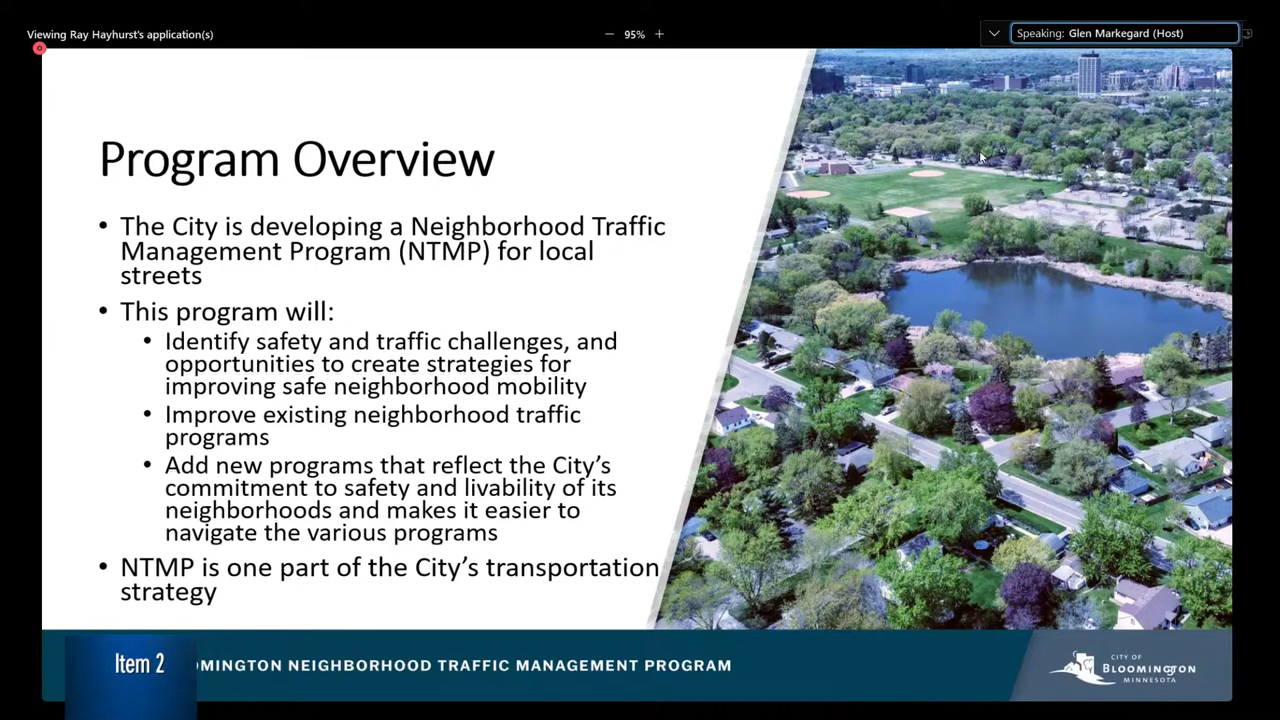 Viewing Ray Hayhurst's application(s)
95%
Speaking: Glen Markegard (Host)
Program Overview
• The City is developing a Neighborhood Traffic
Management Program (NTMP) for local
streets
• This program will:
• Identify safety and traffic challenges, and
opportunities to create strategies for
improving safe neighborhood mobility
• Improve existing neighborhood traffic
programs
• Add new programs that reflect the City's
commitment to safety and livability of its
neighborhoods and makes it easier to
navigate the various programs
• NTMP is one part of the City's transportation
strategy
Item 2
OMINGTON NEIGHBORHOOD TRAFFIC MANAGEMENT PROGRAM
CITY OF
BLOOMINGTON
MINNESOTA